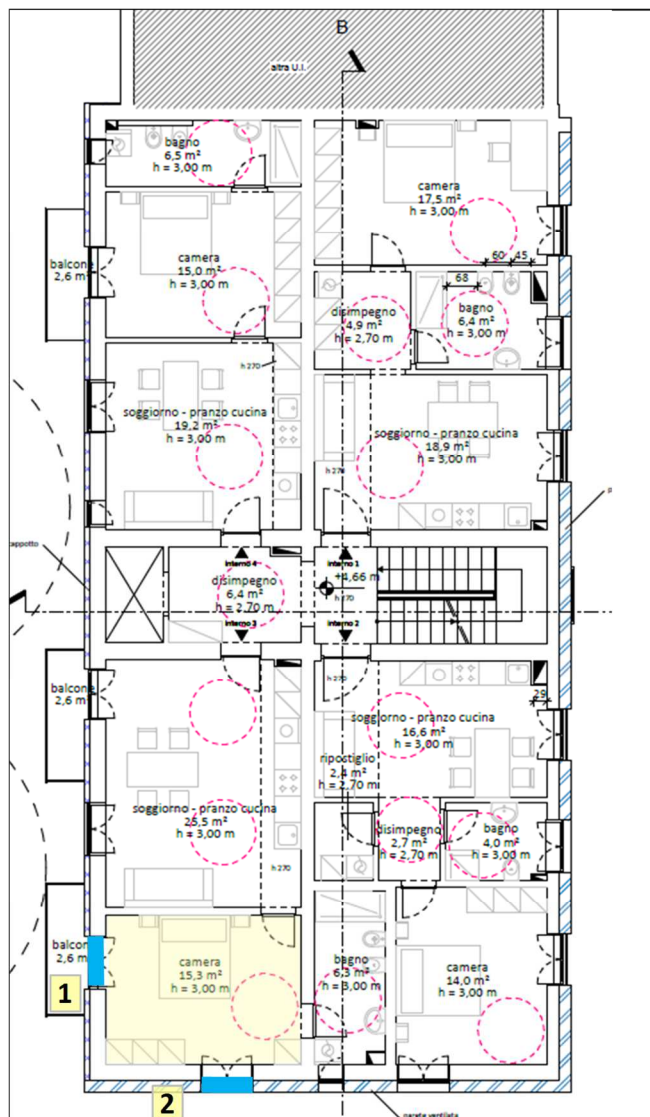 B
altra U.I.
bagno
6,5 m²
h = 3,00 m
camera
17,5 m²
h = 3,00 m
balcone
2,6 m²
camera
15,0 m²
h = 3,00 m
60 45
68
disimpegno
4,9 m²
h = 2,70 m
bagno
6,4 m²
h = 3,00 m
h 270
soggiorno - pranzo cucina
19,2 m²
h = 3,00 m
soggiorno - pranzo cucina
18,9 m²
h = 3,00 m
h 270
p
cappotto
interno 4
interno 1
+4,66 m
disimpegno
6,4 m²
h = 2,70 m
h 270
interno 3
interno 2
balcone
2,6 m²
h 270
29
soggiorno - pranzo cucina
16,6 m²
h = 3,00 m
ripostiglio
2,4 m²
h = 2,70 m
soggiorno - pranzo cucina
25,5 m²
h = 3,00 m
disimpegno
2,7 m²
h = 2,70 m
bagno
4,0 m²
h = 3,00 m
h 270
balcone
2,6 m²
1
camera
15,3 m²
h = 3,00 m
bagno
6,3 m²
h = 3,00 m
camera
14,0 m²
h = 3,00 m
2
parete ventilata